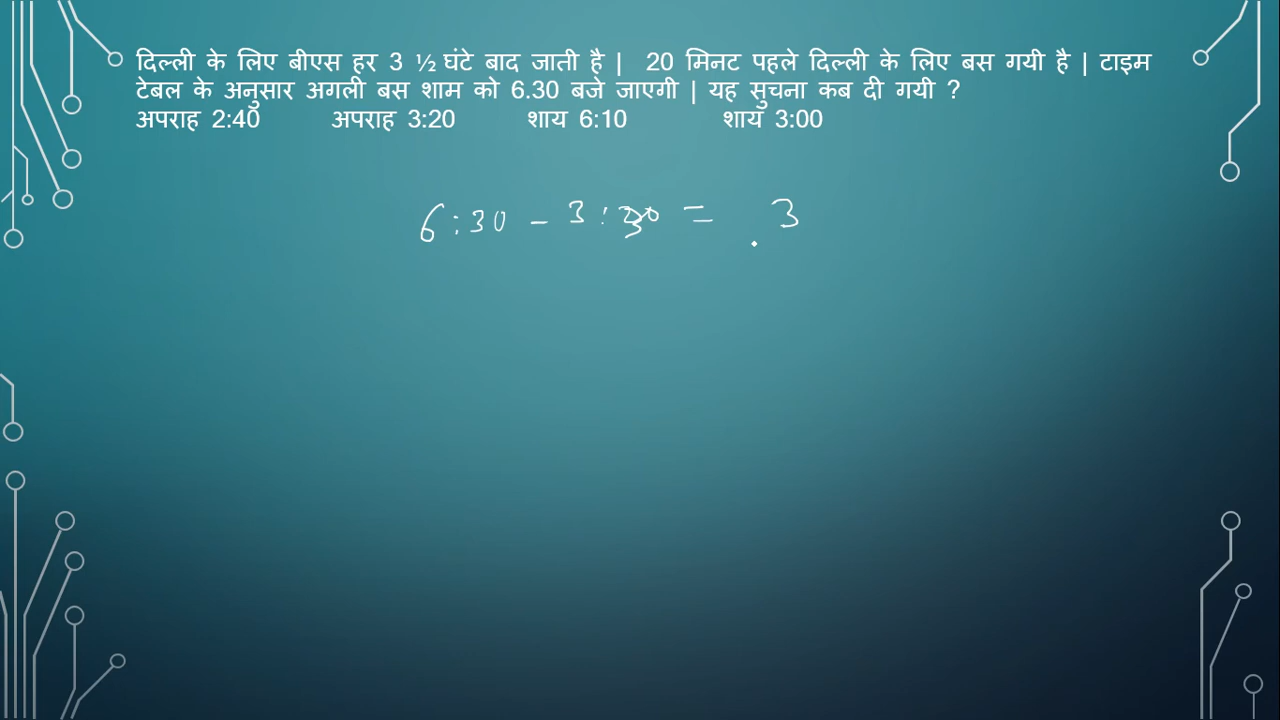 दिल्ली के लिए बीएस हर 3 ½ घंटे बाद जाती है | 20 मिनट पहले दिल्ली के लिए बस गयी है | टाइम
टेबल के अनुसार अगली बस शाम को 6.30 बजे जाएगी | यह सुचना कब दी गयी ?
अपराह 2:40 अपराह 3:20 शाय 6:10 शाय 3:00
6:30 - 3:30 = 3